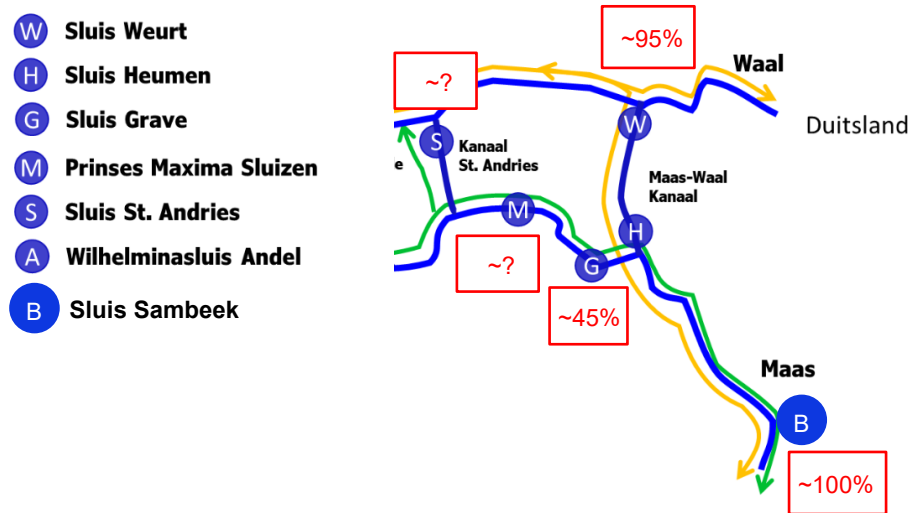 W Sluis Weurt
H Sluis Heumen
G Sluis Grave
M Prinses Maxima Sluizen
S Sluis St. Andries
A Wilhelminasluis Andel
B Sluis Sambeek
~95%
Waal
~?
Duitsland
W
S
Kanaal
St. Andries
e
Maas-Waal
Kanaal
M
H
G
~?
~45%
Maas
B
~100%